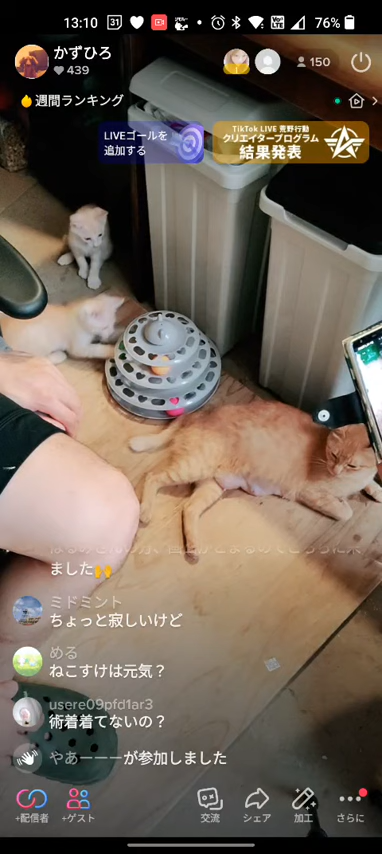 13:10
31
76%
かずひろ
439
150
週間ランキング
LIVEゴールを
追加する
TikTok LIVE 荒野行動
クリエイタープログラム
結果発表
ました🙌
ミドミント
ちょっと寂しいけど
める
ねこすけは元気？
usere09pfd1ar3
術着着てないの？
やあーーーが参加しました
+配信者
+ゲスト
交流
シェア
加工
さらに